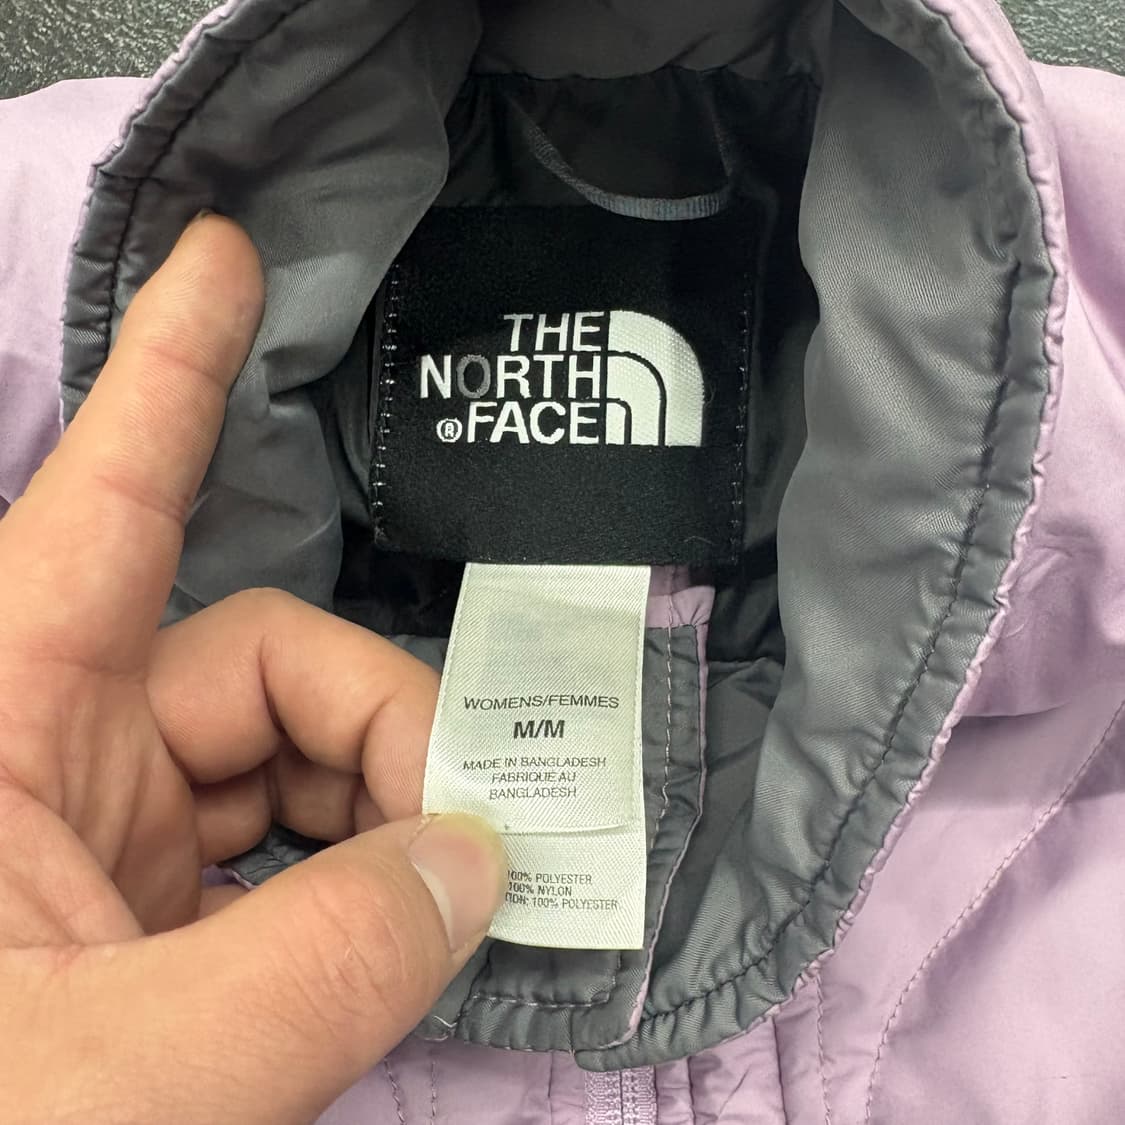 THE
NORTH
®FACE
WOMENS/FEMMES
M/M
MADE IN BANGLADESH
FABRIQUE AU
BANGLADESH
100% POLYESTER
100% NYLON
100% POLYESTER